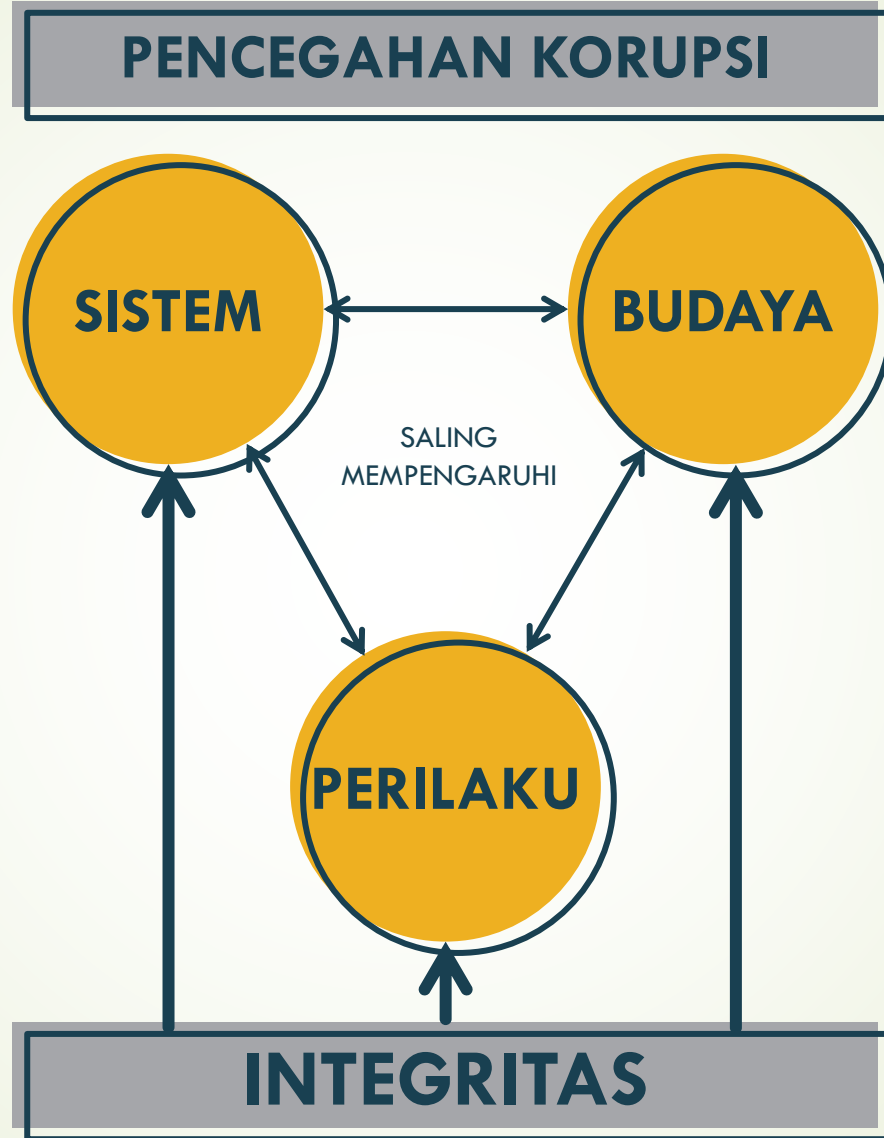 PENCEGAHAN KORUPSI
SISTEM
BUDAYA
SALING
MEMPENGARUHI
PERILAKU
INTEGRITAS